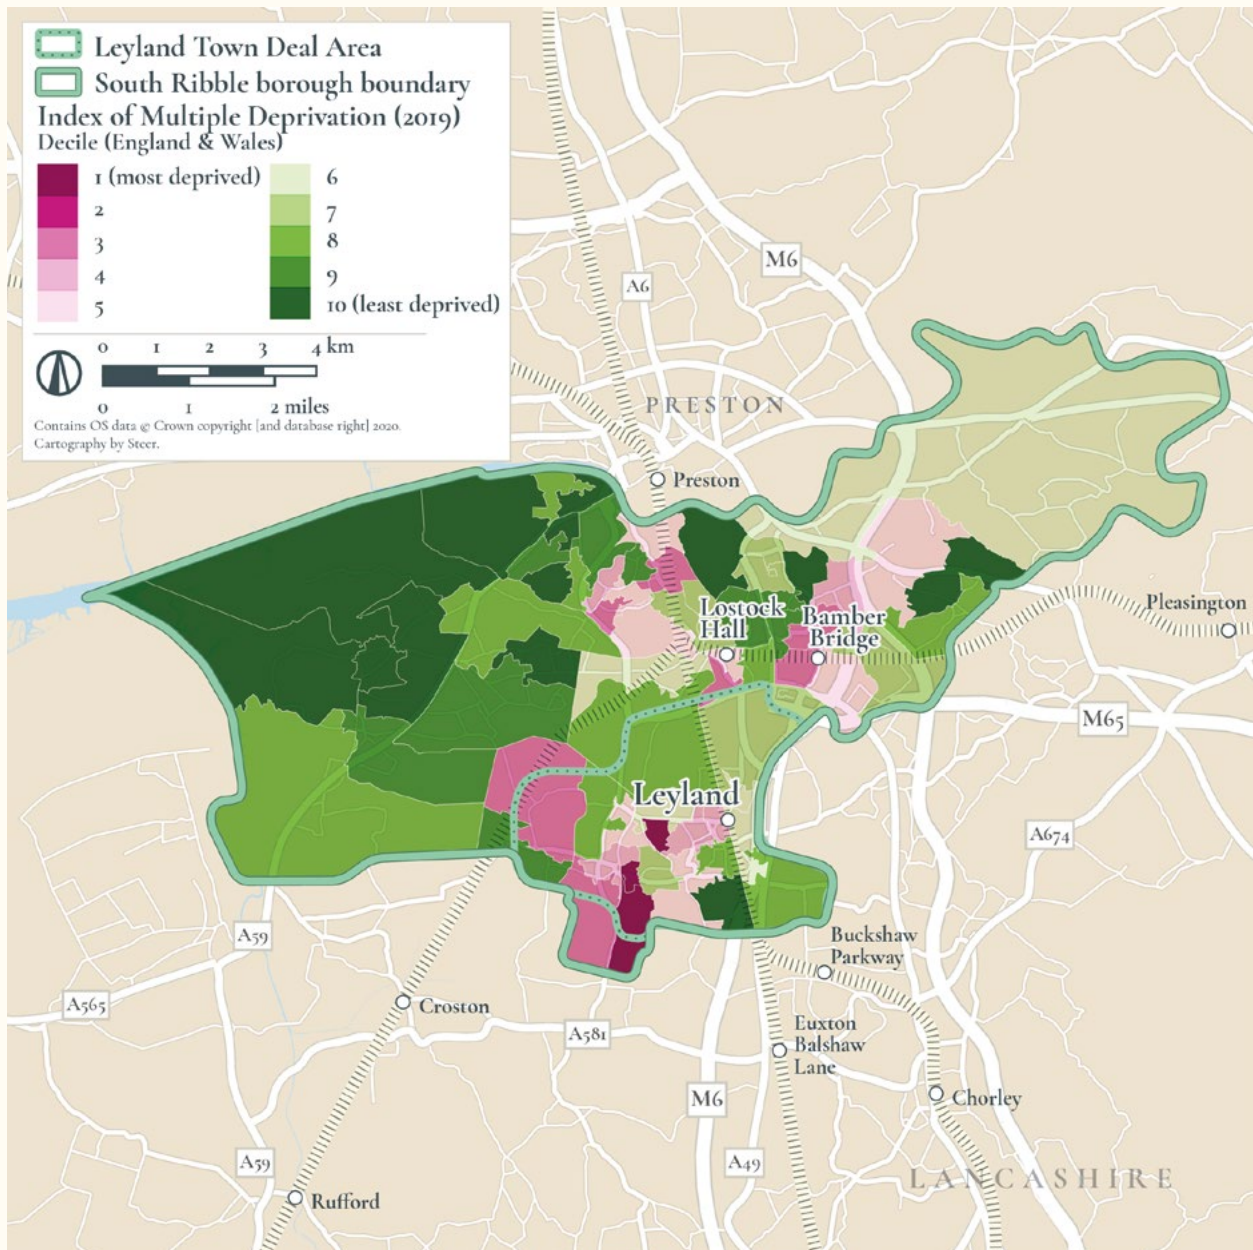 Leyland Town Deal Area
South Ribble borough boundary
Index of Multiple Deprivation (2019)
Decile (England & Wales)
1 (most deprived)
2
3
4
5
6
7
8
9
10 (least deprived)
0 1 2 3 4 km
0 1 2 miles
Contains OS data © Crown copyright [and database right] 2020.
Cartography by Steer.
M6
A6
PRESTON
Preston
Lostock
Hall
Bamber
Bridge
Pleasington
M65
Leyland
A674
A59
Buckshaw
Parkway
A565
Croston
A581
Euxton
Balshaw
Lane
M6
Chorley
A59
A49
LANCASHIRE
Rufford